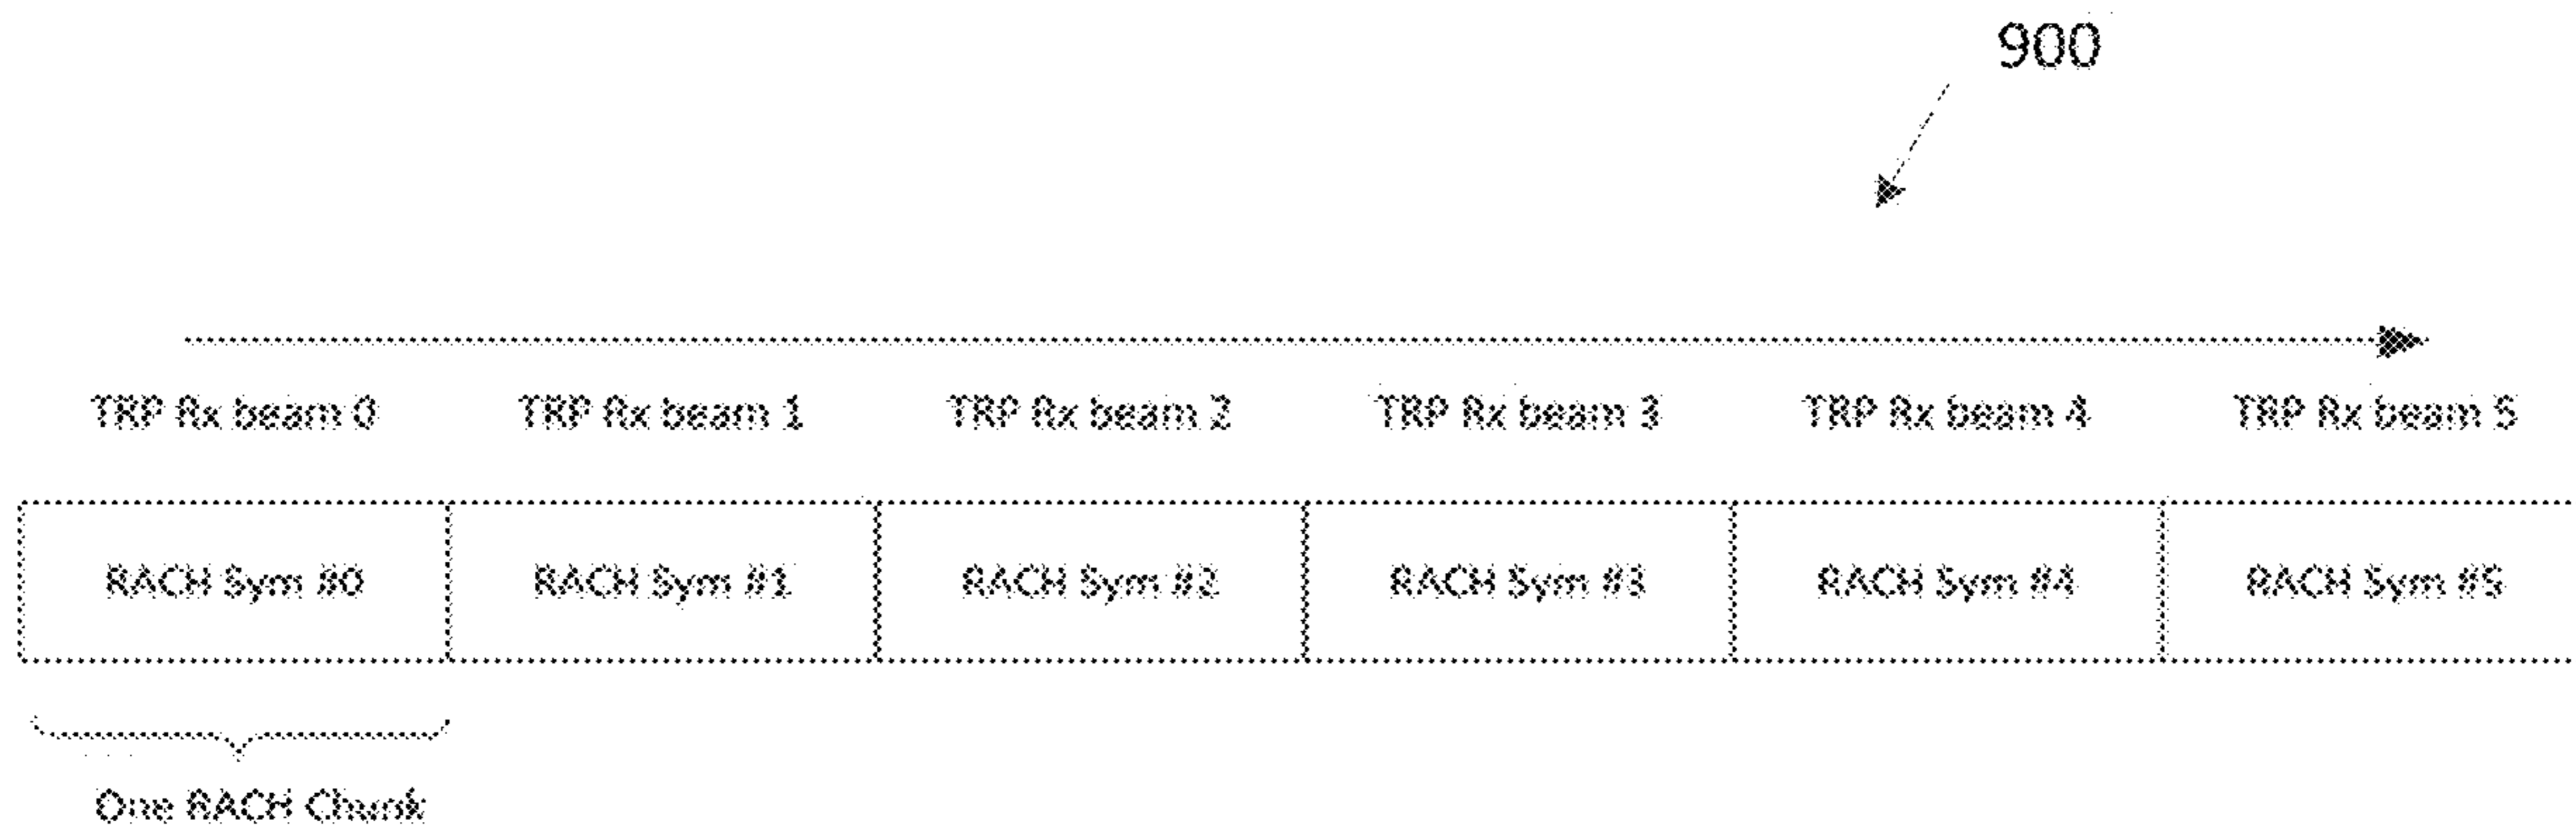 900
TRP Rx beam 0 TRP Rx beam 1 TRP Rx beam 2 TRP Rx beam 3 TRP Rx beam 4 TRP Rx beam 5
RACH Sym #0 RACH Sym #1 RACH Sym #2 RACH Sym #3 RACH Sym #4 RACH Sym #5
One RACH Chunk